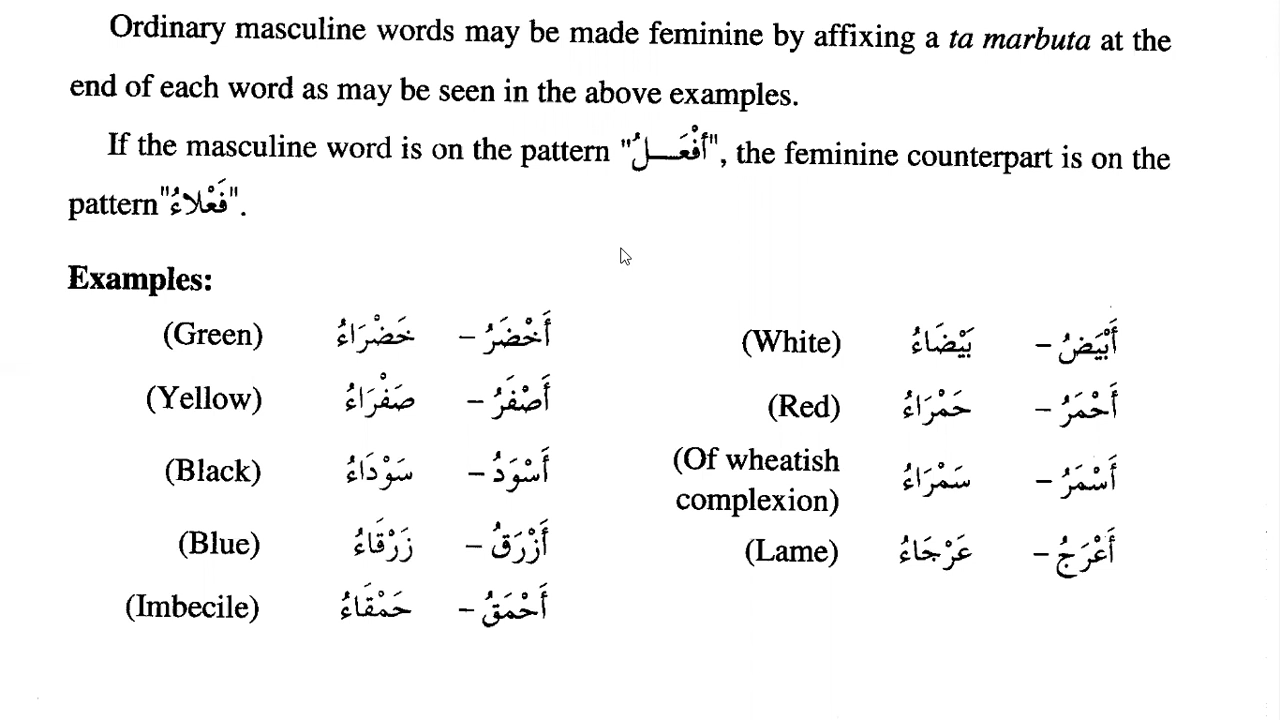 Ordinary masculine words may be made feminine by affixing a ta marbuta at the
end of each word as may be seen in the above examples.
If the masculine word is on the pattern "أَفْعَـــلُ", the feminine counterpart is on the
pattern "فَعْلاءُ".
Examples:
(Green) خَضْرَاءُ – أَخْضَرُ (White) بَيْضَاءُ – أَبْيَضُ
(Yellow) صَفْرَاءُ – أَصْفَرُ (Red) حَمْرَاءُ – أَحْمَرُ
(Black) سَوْدَاءُ – أَسْوَدُ (Of wheatish
complexion) سَمْرَاءُ – أَسْمَرُ
(Blue) زَرْقَاءُ – أَزْرَقُ (Lame) عَرْجَاءُ – أَعْرَجُ
(Imbecile) حَمْقَاءُ – أَحْمَقُ